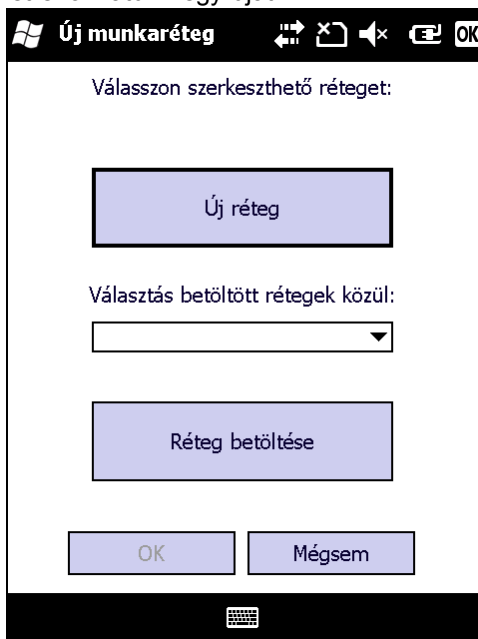 Új munkaréteg OK
Válasszon szerkeszthető réteget:
Új réteg
Választás betöltött rétegek közül:
Réteg betöltése
OK Mégsem